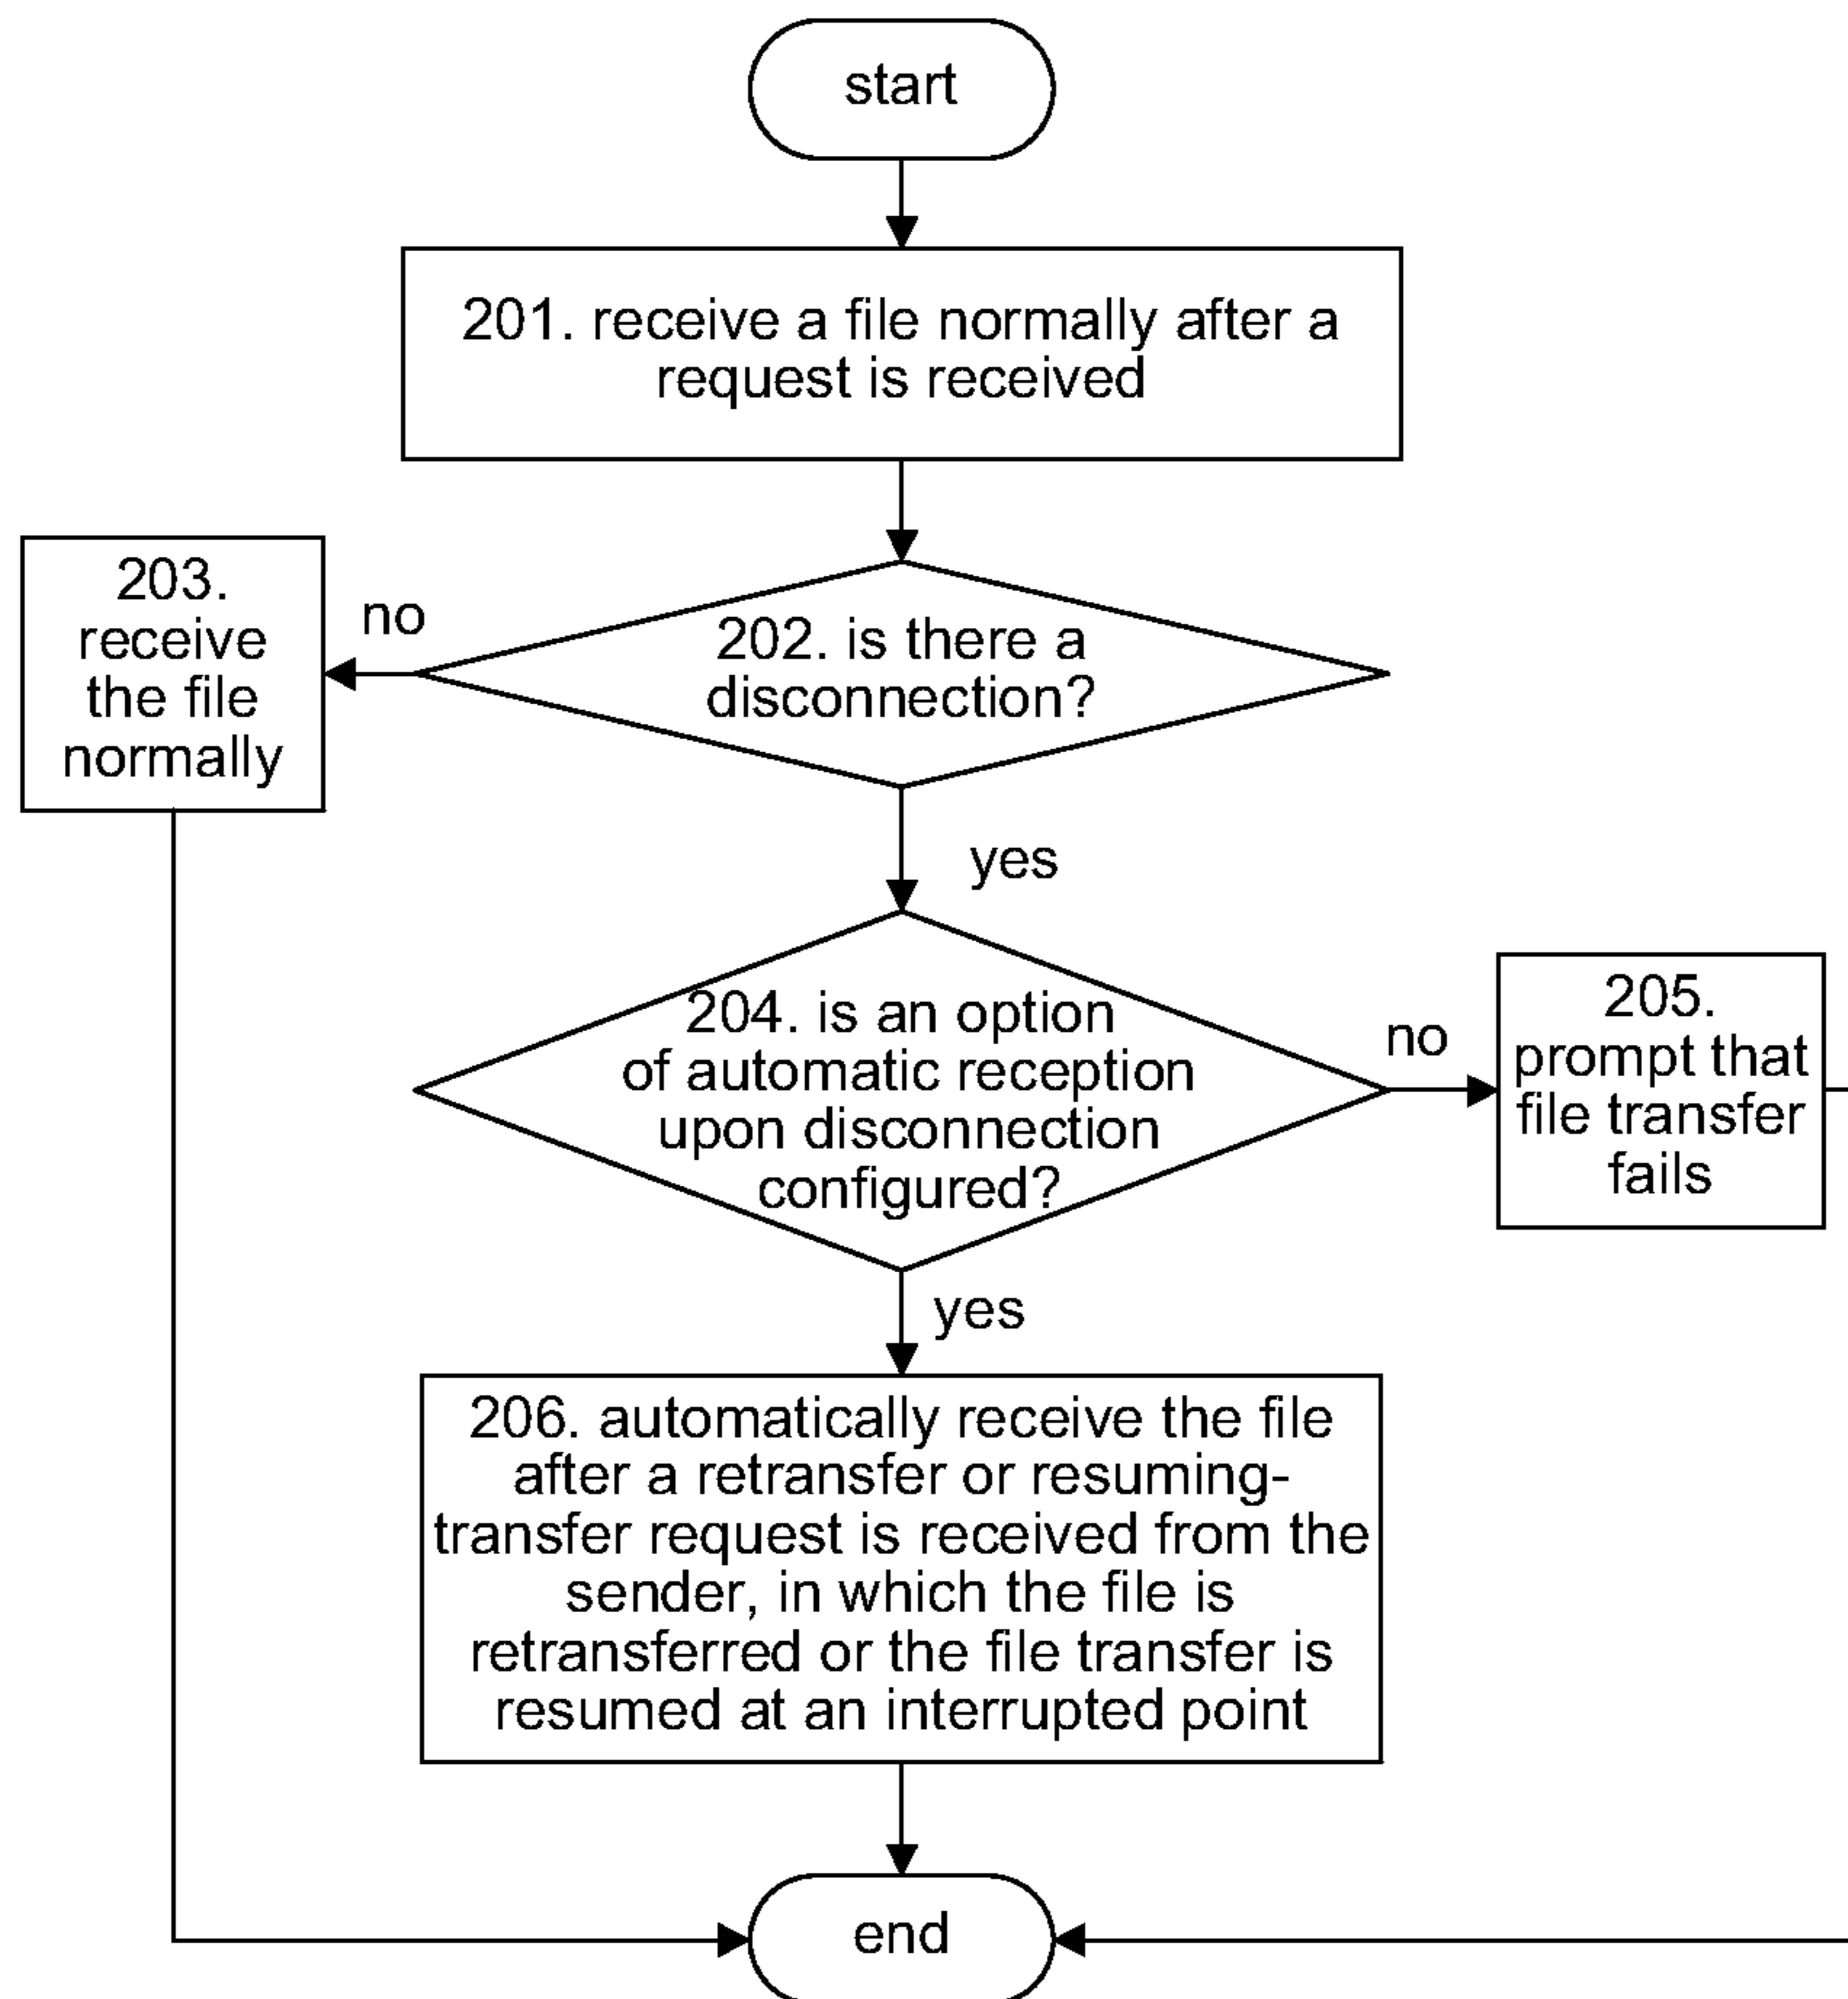 start
201. receive a file normally after a
request is received
203.
receive
the file
normally
no
202. is there a
disconnection?
yes
204. is an option
of automatic reception
upon disconnection
configured?
no
205.
prompt that
file transfer
fails
yes
206. automatically receive the file
after a retransfer or resuming-
transfer request is received from the
sender, in which the file is
retransferred or the file transfer is
resumed at an interrupted point
end